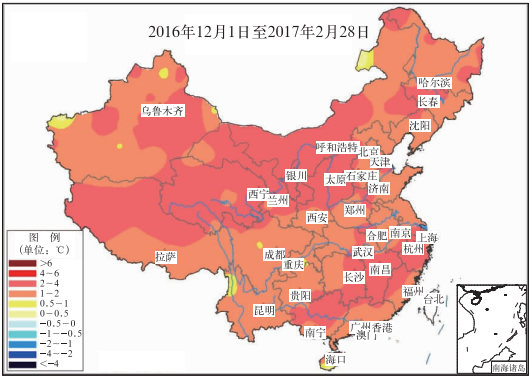 2016年12月1日至2017年2月28日
哈尔滨
长春
乌鲁木齐
沈阳
呼和浩特
北京
天津
银川
太原
石家庄
济南
西宁
兰州
郑州
西安
合肥
南京
上海
拉萨
成都
武汉
杭州
重庆
南昌
长沙
贵阳
福州
台北
昆明
广州
香港
澳门
南宁
海口
图 例
(单位:℃)
>6
4－6
2－4
1－2
0.5－1
0－0.5
-0.5－0
-1－-0.5
-2－-1
-4－-2
<-4
南海诸岛